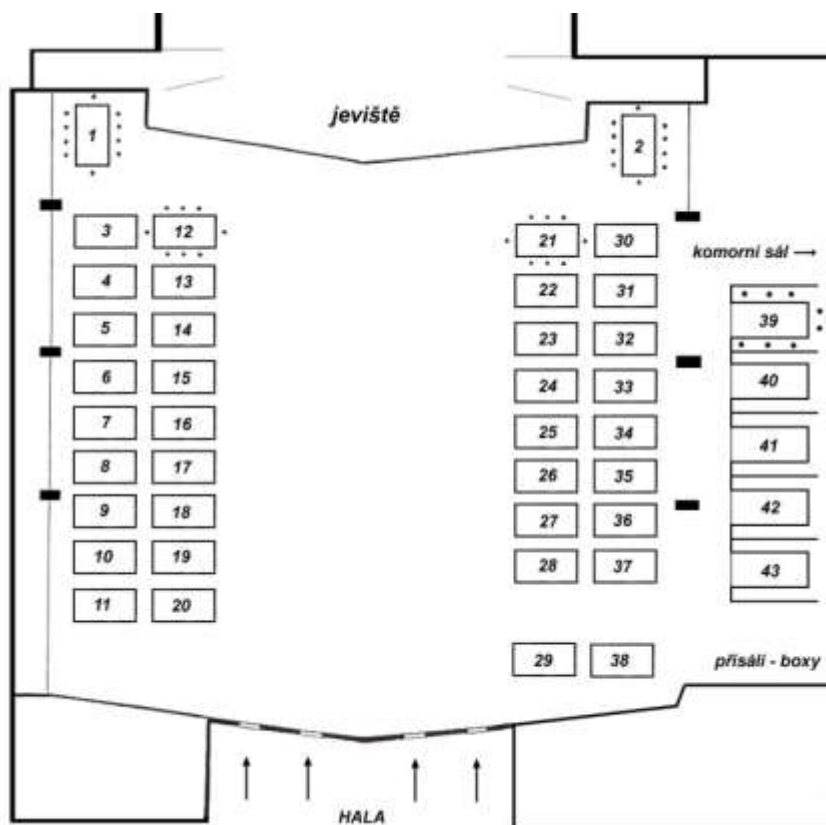 jeviště
1
2
3 12 21 30
komorní sál →
4 13 22 31
39
5 14 23 32
6 15 24 33 40
7 16 25 34 41
8 17 26 35
9 18 27 36 42
10 19 28 37 43
11 20
29 38 přísálí - boxy
HALA